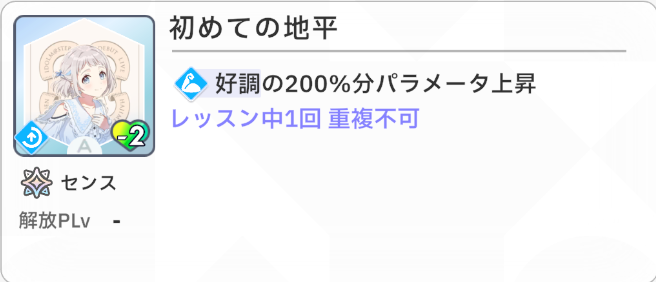 初めての地平
好調の200%分パラメータ上昇
レッスン中1回 重複不可
A
-2
センス
解放PLv -